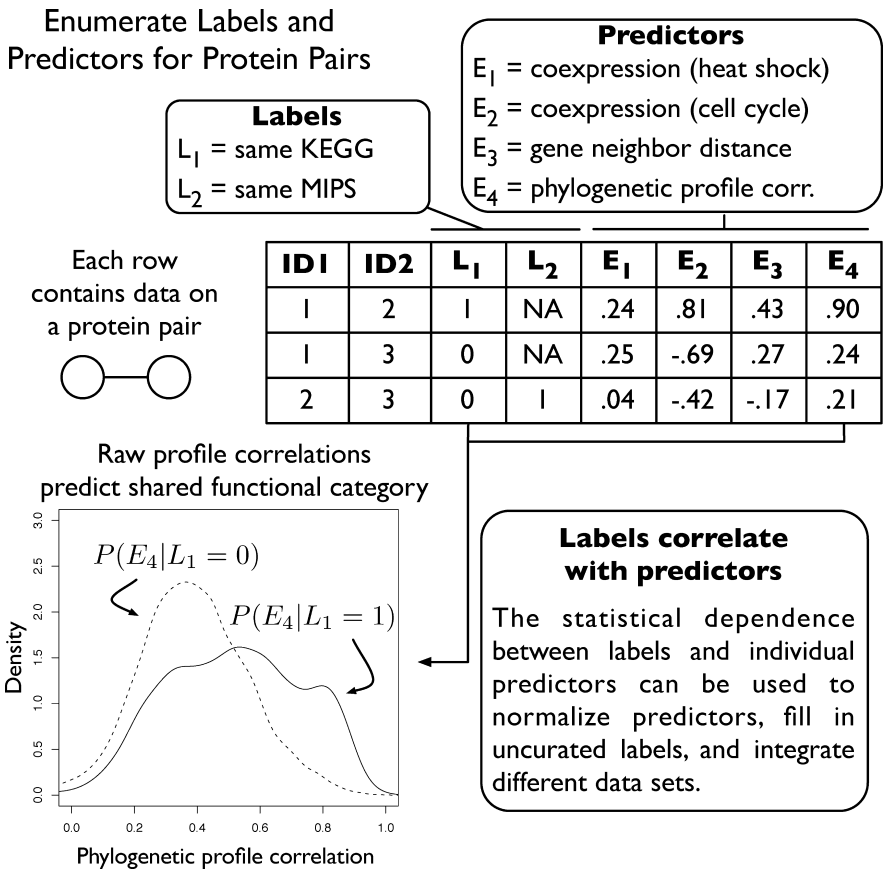 Enumerate Labels and
Predictors for Protein Pairs
Predictors
E1 = coexpression (heat shock)
E2 = coexpression (cell cycle)
E3 = gene neighbor distance
E4 = phylogenetic profile corr.
Labels
L1 = same KEGG
L2 = same MIPS
Each row
contains data on
a protein pair
ID1 ID2 L1 L2 E1 E2 E3 E4
1 2 1 NA .24 .81 .43 .90
1 3 0 NA .25 -.69 .27 .24
2 3 0 1 .04 -.42 -.17 .21
Raw profile correlations
predict shared functional category
P(E4|L1 = 0)
P(E4|L1 = 1)
Density
3.0
2.5
2.0
1.5
1.0
0.5
0.0
0.0 0.2 0.4 0.6 0.8 1.0
Phylogenetic profile correlation
Labels correlate
with predictors
The statistical dependence
between labels and individual
predictors can be used to
normalize predictors, fill in
uncurated labels, and integrate
different data sets.